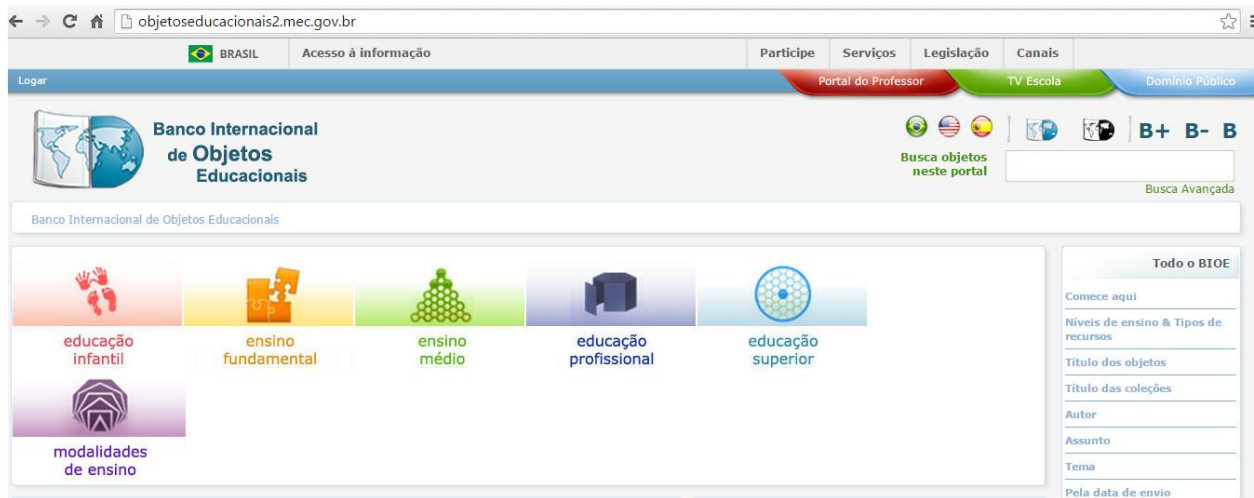 objetoseducacionais2.mec.gov.br
BRASIL Acesso à informação Participe Serviços Legislação Canais
Logar Portal do Professor TV Escola Domínio Público
Banco Internacional
de Objetos
Educacionais
B+ B- B
Busca objetos
neste portal
Busca Avançada
Banco Internacional de Objetos Educacionais
educação
infantil
ensino
fundamental
ensino
médio
educação
profissional
educação
superior
modalidades
de ensino
Todo o BIOE
Comece aqui
Níveis de ensino & Tipos de
recursos
Título dos objetos
Título das coleções
Autor
Assunto
Tema
Pela data de envio